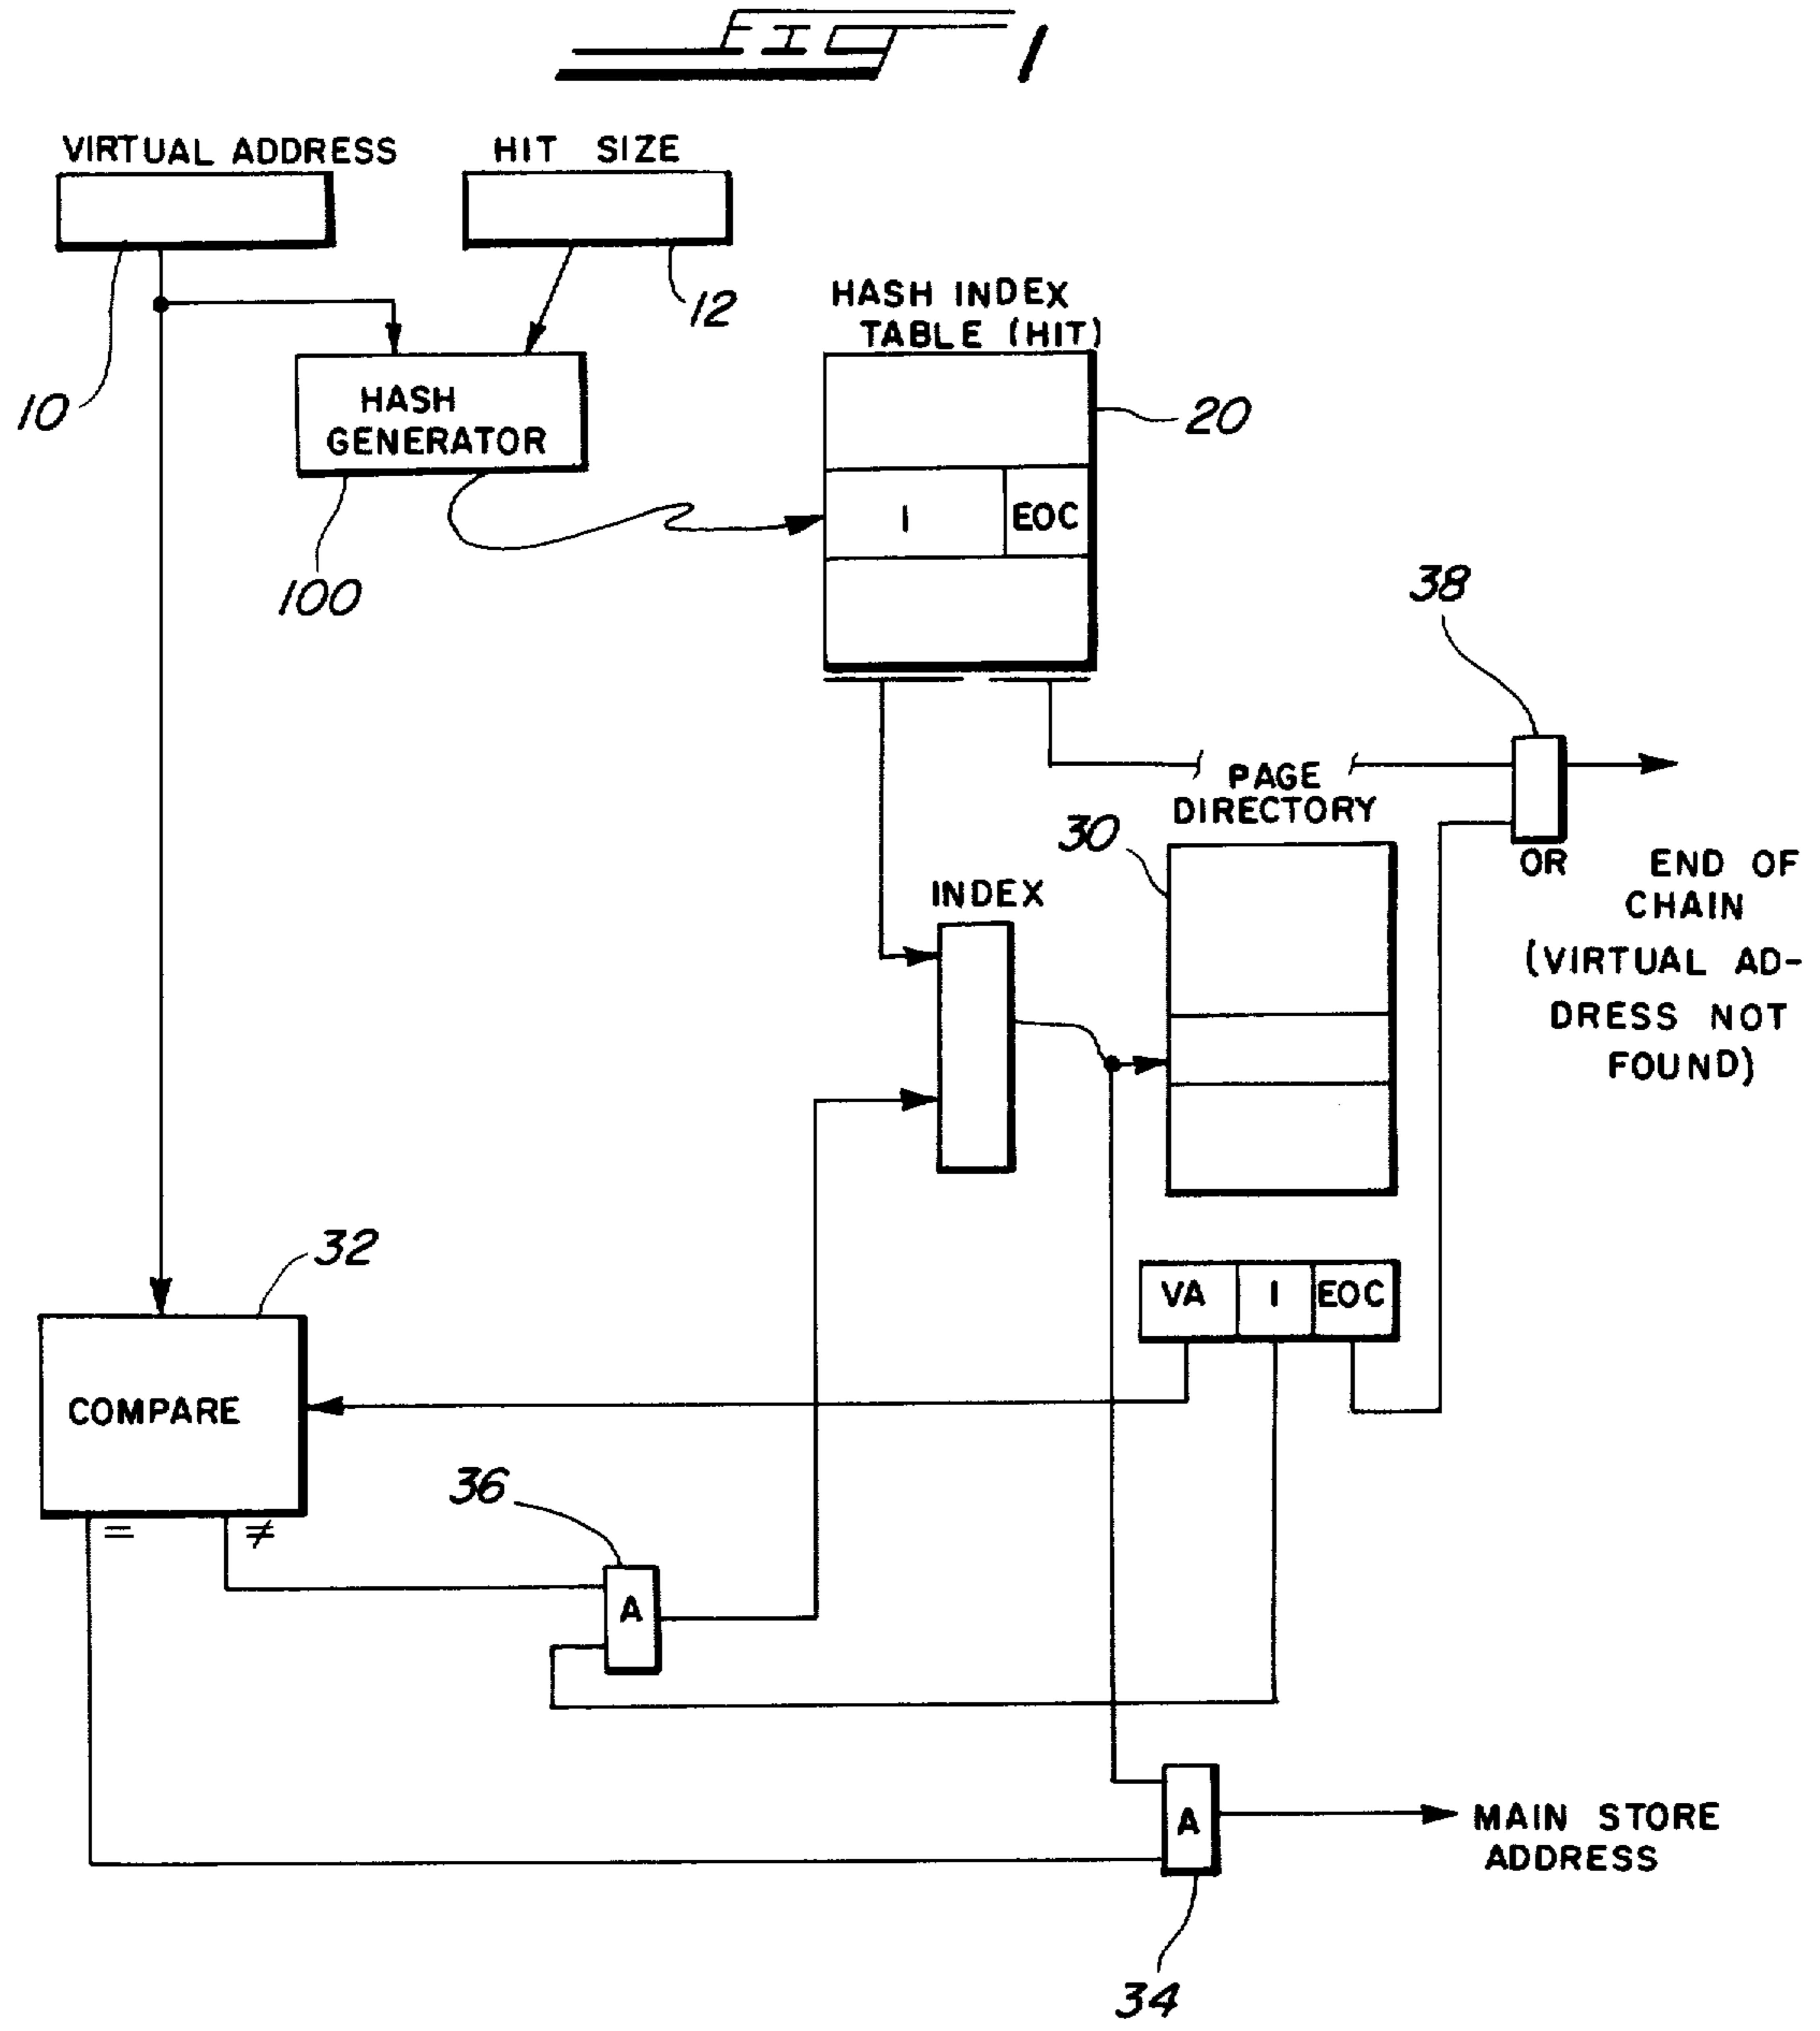 FIG 1
VIRTUAL ADDRESS
HIT SIZE
10
12
HASH INDEX
TABLE (HIT)
HASH
GENERATOR
20
I
EOC
100
38
PAGE
DIRECTORY
30
OR
END OF
CHAIN
(VIRTUAL AD-
DRESS NOT
FOUND)
INDEX
32
VA
I
EOC
COMPARE
=
≠
36
A
A
MAIN STORE
ADDRESS
34